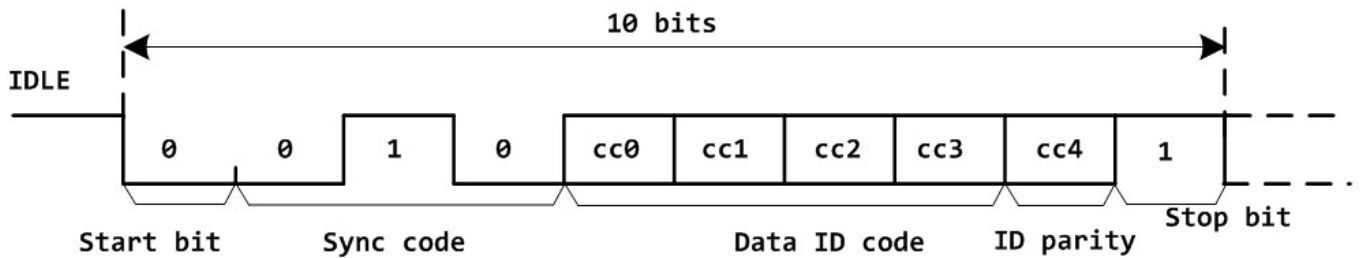 10 bits
IDLE
0 0 1 0 cc0 cc1 cc2 cc3 cc4 1
Start bit Sync code Data ID code ID parity Stop bit